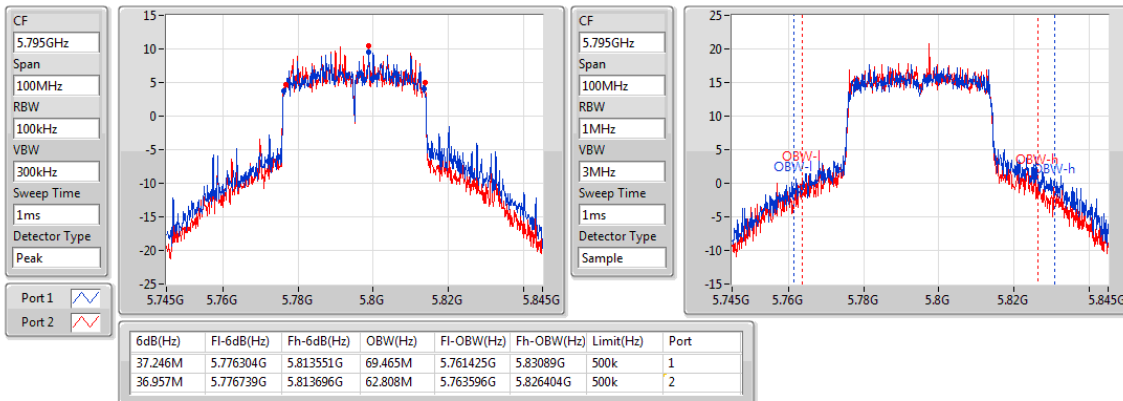 CF
5.795GHz
Span
100MHz
RBW
100kHz
VBW
300kHz
Sweep Time
1ms
Detector Type
Peak
Port 1
Port 2
15
10
5
0
-5
-10
-15
-20
-25
5.745G 5.76G 5.78G 5.8G 5.82G 5.845G
CF
5.795GHz
Span
100MHz
RBW
1MHz
VBW
3MHz
Sweep Time
1ms
Detector Type
Sample
25
20
15
10
5
0
-5
-10
-15
OBW-l
OBW-l
OBW-h
OBW-h
5.745G 5.76G 5.78G 5.8G 5.82G 5.845G
6dB(Hz) Fl-6dB(Hz) Fh-6dB(Hz) OBW(Hz) Fl-OBW(Hz) Fh-OBW(Hz) Limit(Hz) Port
37.246M 5.776304G 5.813551G 69.465M 5.761425G 5.83089G 500k 1
36.957M 5.776739G 5.813696G 62.808M 5.763596G 5.826404G 500k 2